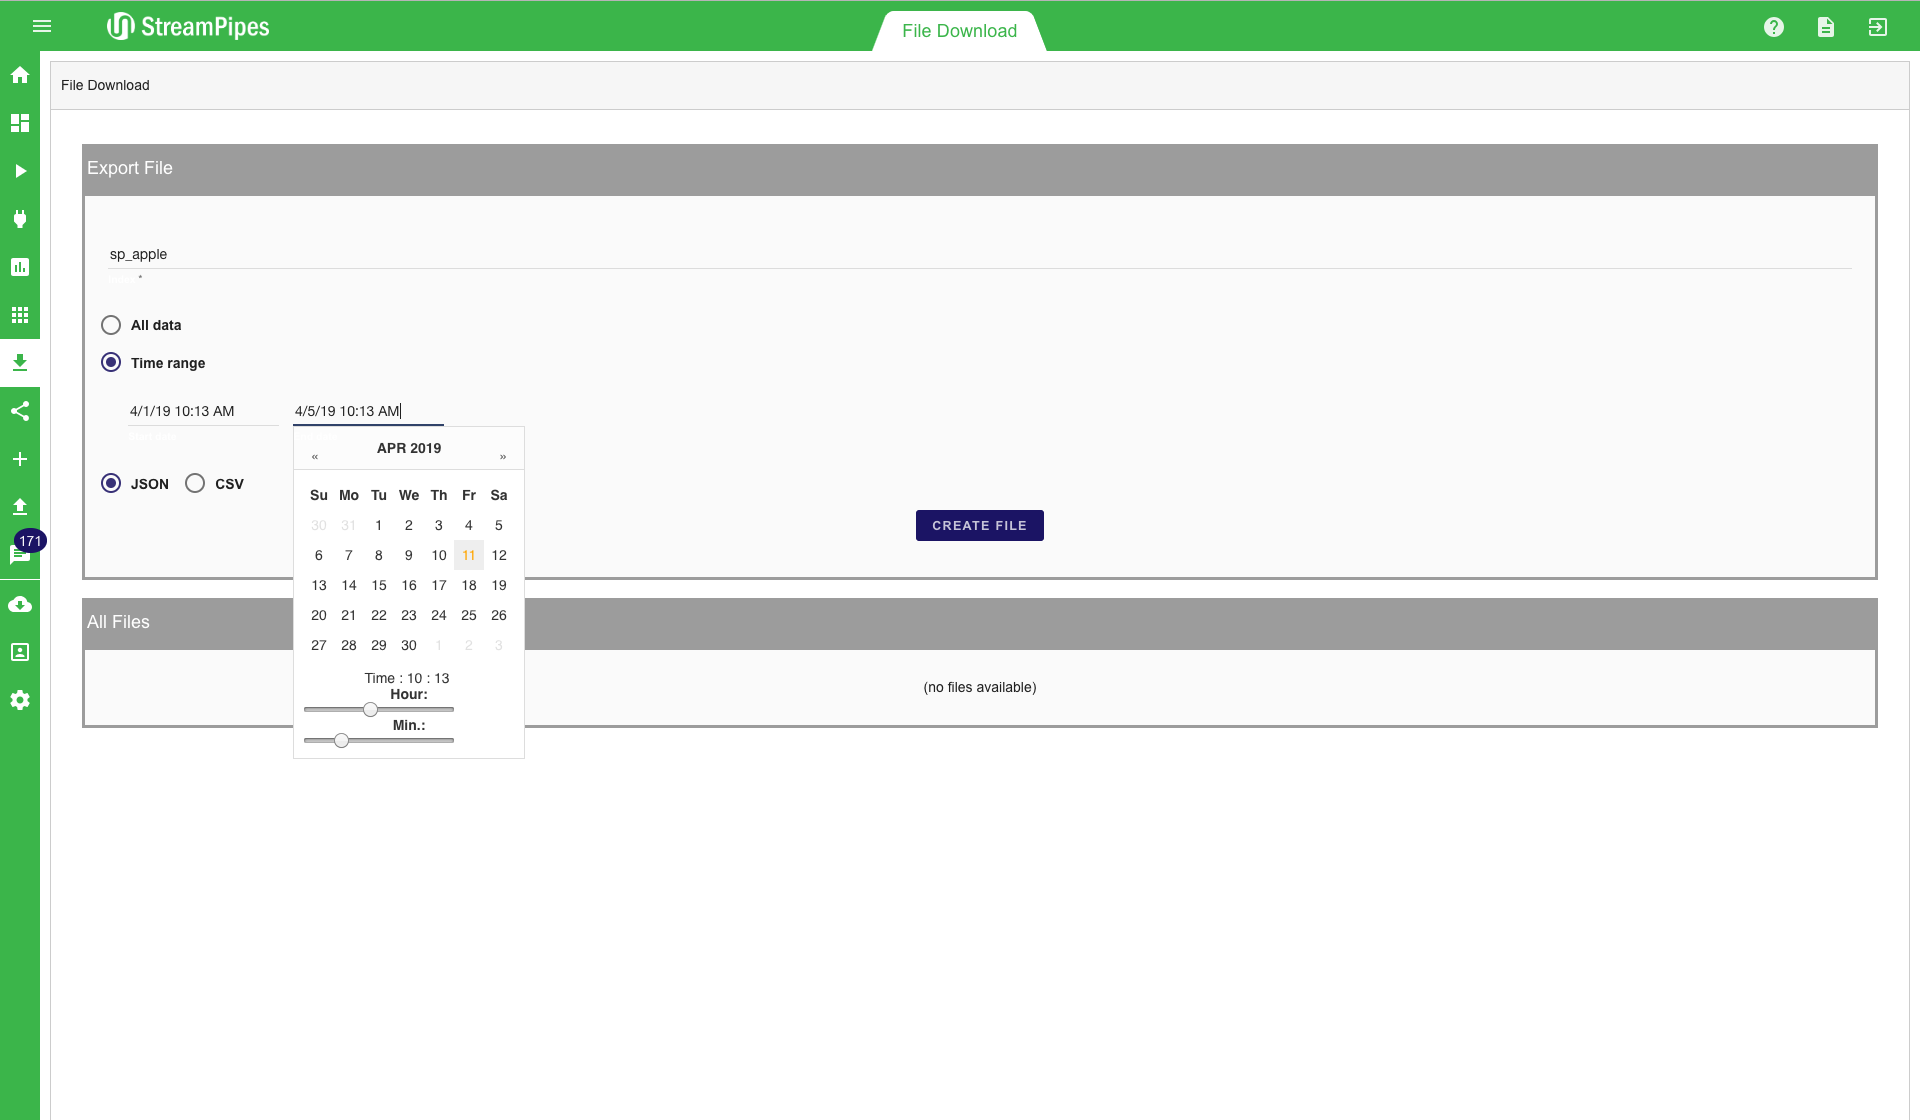 StreamPipes
File Download
File Download
Export File
sp_apple
*
All data
Time range
4/1/19 10:13 AM
4/5/19 10:13 AM
« APR 2019 »
Su Mo Tu We Th Fr Sa
30 31 1 2 3 4 5
6 7 8 9 10 11 12
13 14 15 16 17 18 19
20 21 22 23 24 25 26
27 28 29 30 1 2 3
Time : 10 : 13
Hour:
Min.:
JSON
CSV
CREATE FILE
171
All Files
(no files available)